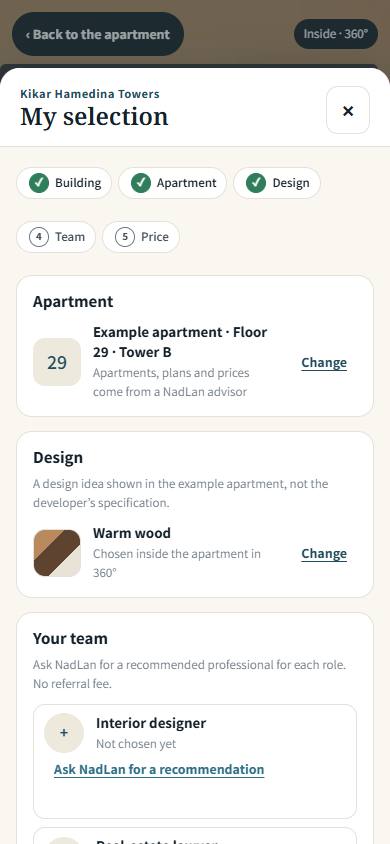 ‹ Back to the apartment
Inside · 360°
Kikar Hamedina Towers
My selection
✕
✓ Building
✓ Apartment
✓ Design
4 Team
5 Price
Apartment
29
Example apartment · Floor
29 · Tower B
Apartments, plans and prices
come from a NadLan advisor
Change
Design
A design idea shown in the example apartment, not the
developer's specification.
Warm wood
Chosen inside the apartment in
360°
Change
Your team
Ask NadLan for a recommended professional for each role.
No referral fee.
+
Interior designer
Not chosen yet
Ask NadLan for a recommendation